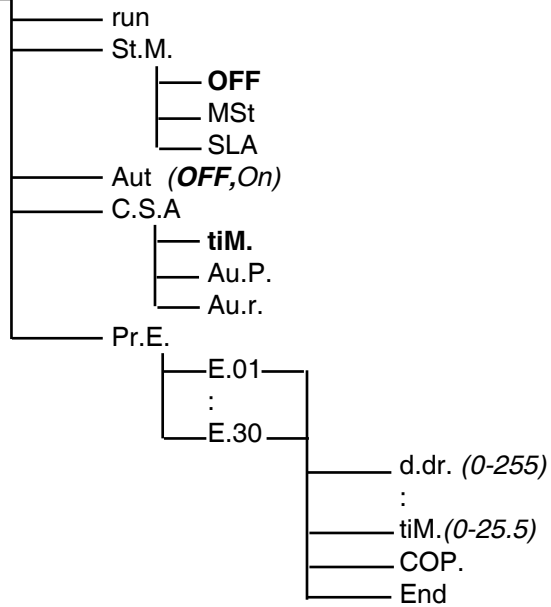 run
St.M.
OFF
MSt
SLA
Aut (OFF,On)
C.S.A
tiM.
Au.P.
Au.r.
Pr.E.
E.01
:
E.30
d.dr. (0-255)
:
tiM.(0-25.5)
COP.
End